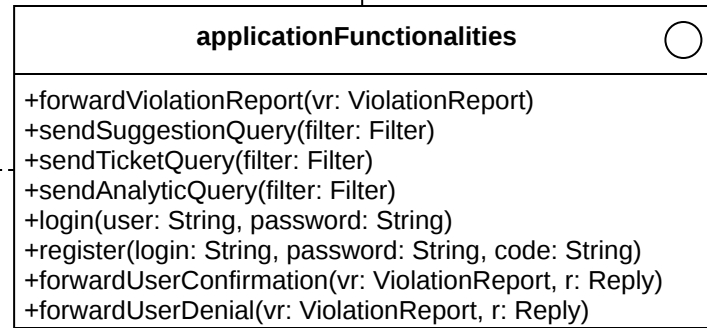 applicationFunctionalities
+forwardViolationReport(vr: ViolationReport)
+sendSuggestionQuery(filter: Filter)
+sendTicketQuery(filter: Filter)
+sendAnalyticQuery(filter: Filter)
+login(user: String, password: String)
+register(login: String, password: String, code: String)
+forwardUserConfirmation(vr: ViolationReport, r: Reply)
+forwardUserDenial(vr: ViolationReport, r: Reply)